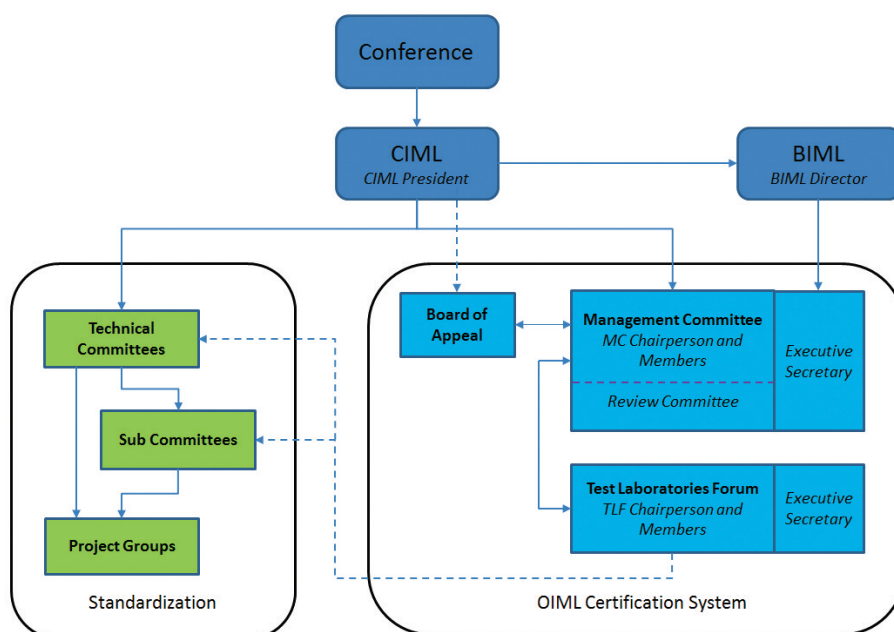 Conference
CIML
CIML President
BIML
BIML Director
Technical
Committees
Sub Committees
Project Groups
Standardization
Board of
Appeal
Management Committee
MC Chairperson and
Members
Review Committee
Executive
Secretary
Test Laboratories Forum
TLF Chairperson and
Members
Executive
Secretary
OIML Certification System